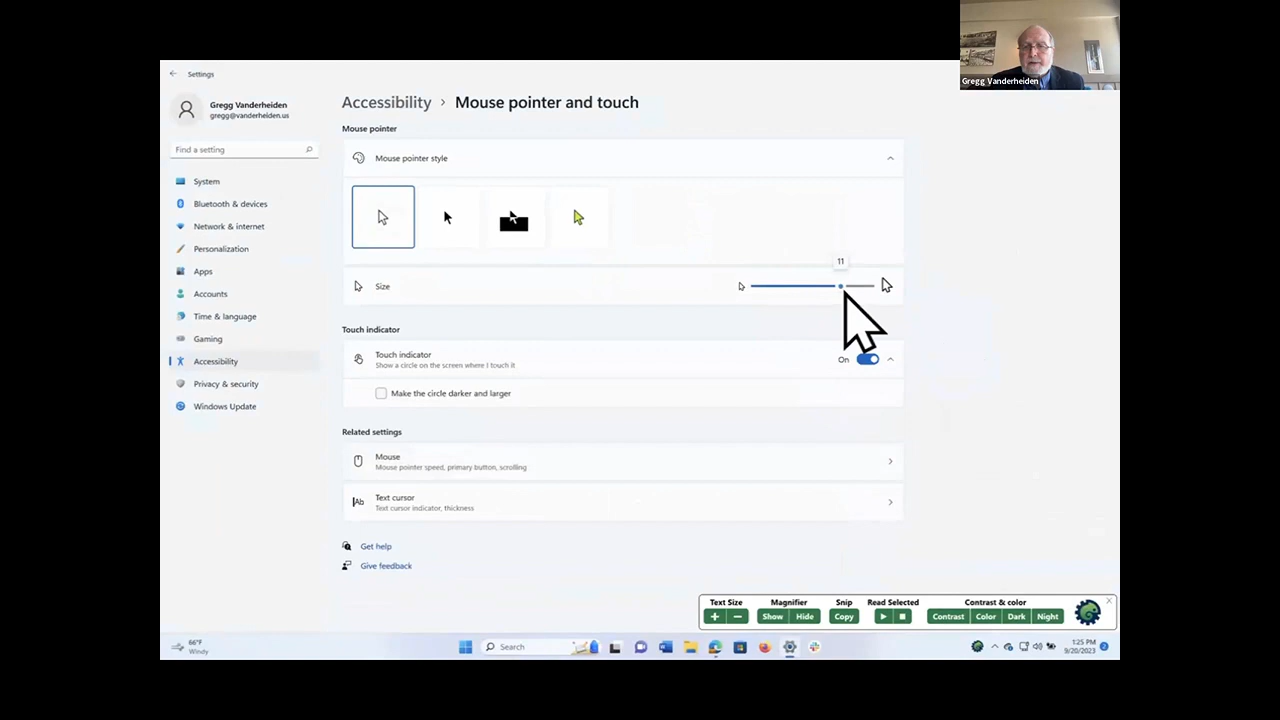 Gregg Vanderheiden
Settings
Gregg Vanderheiden
gregg@vanderheiden.us
Find a setting
System
Bluetooth & devices
Network & internet
Personalization
Apps
Accounts
Time & language
Gaming
Accessibility
Privacy & security
Windows Update
Accessibility › Mouse pointer and touch
Mouse pointer
Mouse pointer style
11
Size
Touch indicator
Touch indicator
Show a circle on the screen where I touch it
On
Make the circle darker and larger
Related settings
Mouse
Mouse pointer speed, primary button, scrolling
Text cursor
Text cursor indicator, thickness
Ab
Get help
Give feedback
Text Size Magnifier Snip Read Selected Contrast & color
+ − Show Hide Copy Contrast Color Dark Night
66°F
Windy
Search
1:25 PM
9/20/2023
2